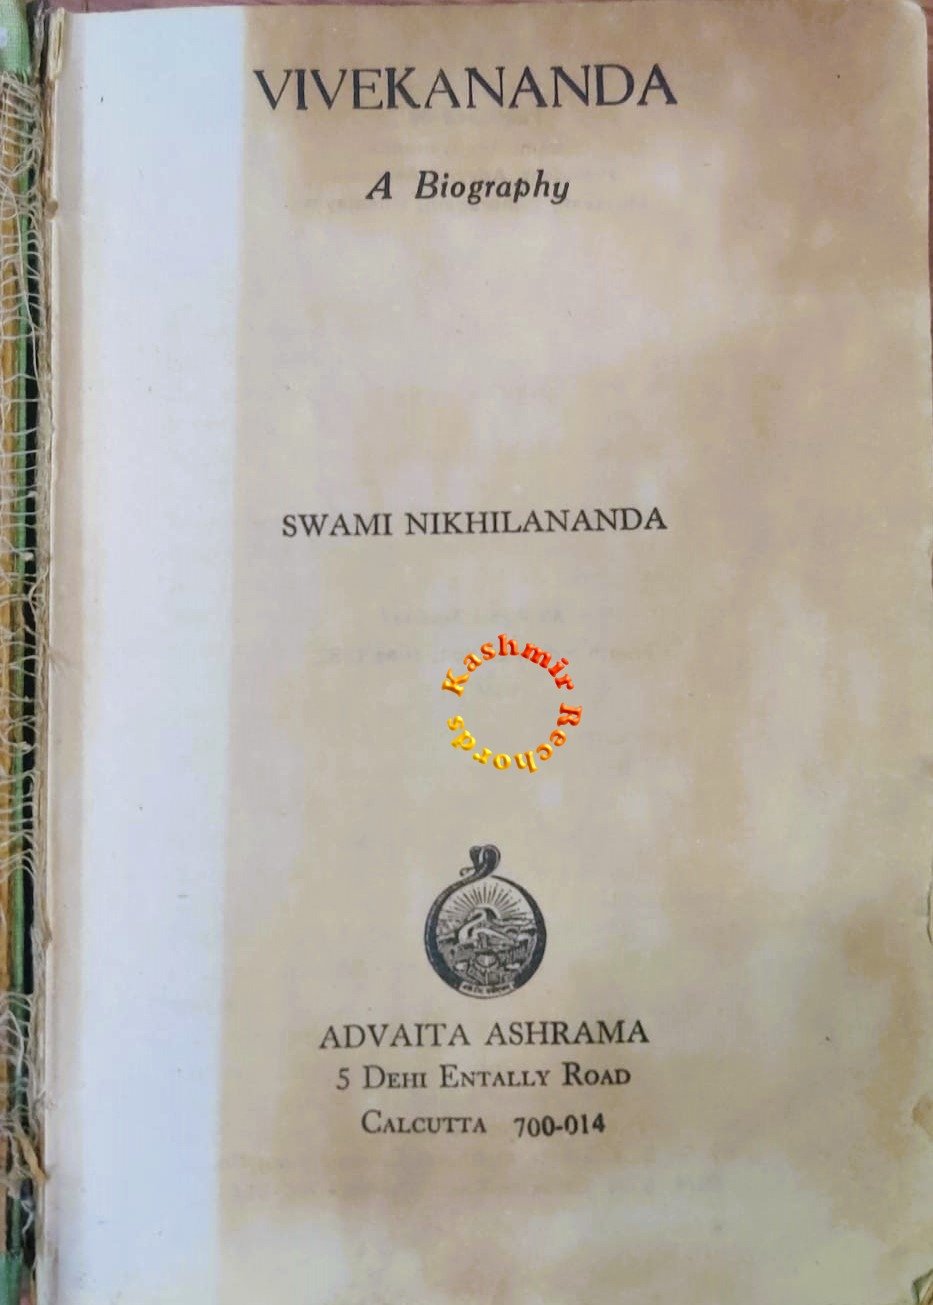 VIVEKANANDA
A Biography
SWAMI NIKHILANANDA
Kashmir Rechords
ADVAITA ASHRAMA
5 DEHI ENTALLY ROAD
CALCUTTA 700-014